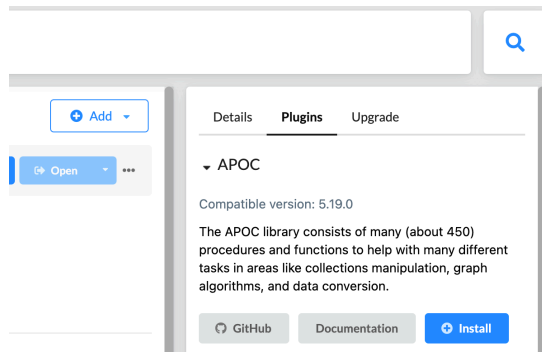 Add
Details Plugins Upgrade
Open
APOC
Compatible version: 5.19.0
The APOC library consists of many (about 450)
procedures and functions to help with many different
tasks in areas like collections manipulation, graph
algorithms, and data conversion.
GitHub Documentation Install